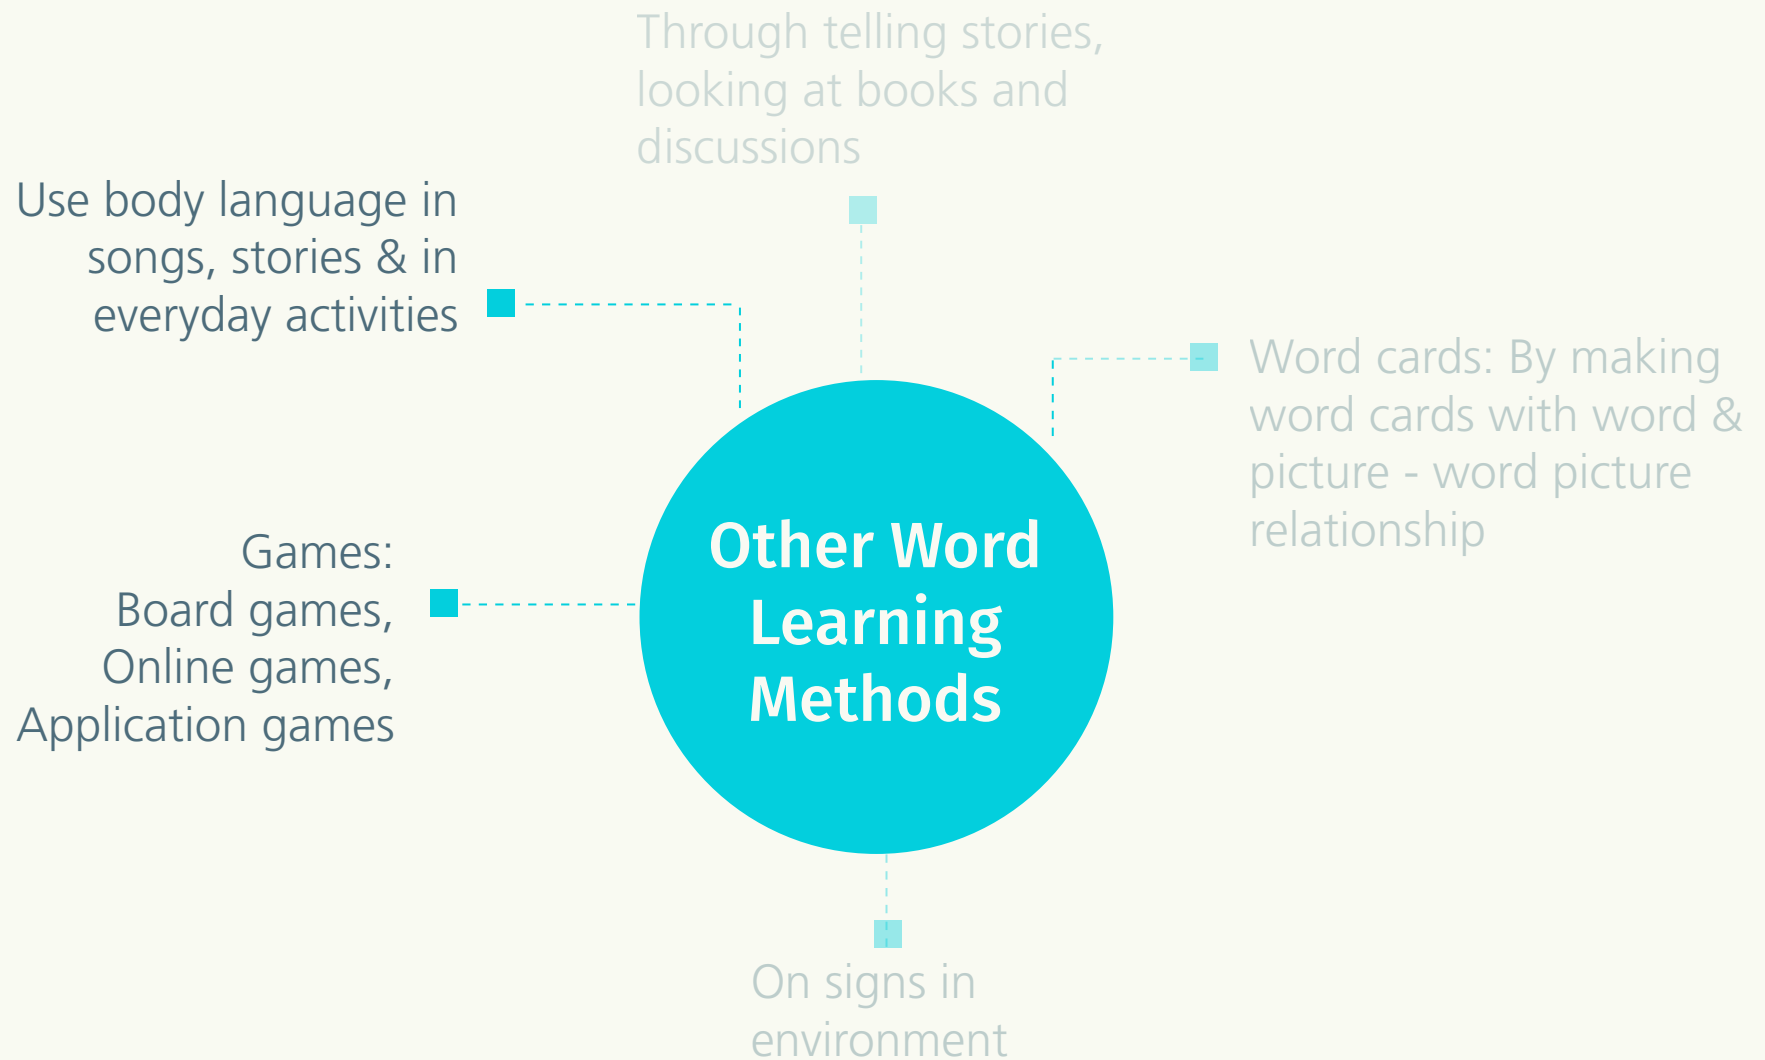 Through telling stories,
looking at books and
discussions
Use body language in
songs, stories & in
everyday activities
Word cards: By making
word cards with word &
picture - word picture
relationship
Games:
Board games,
Online games,
Application games
Other Word
Learning
Methods
On signs in
environment